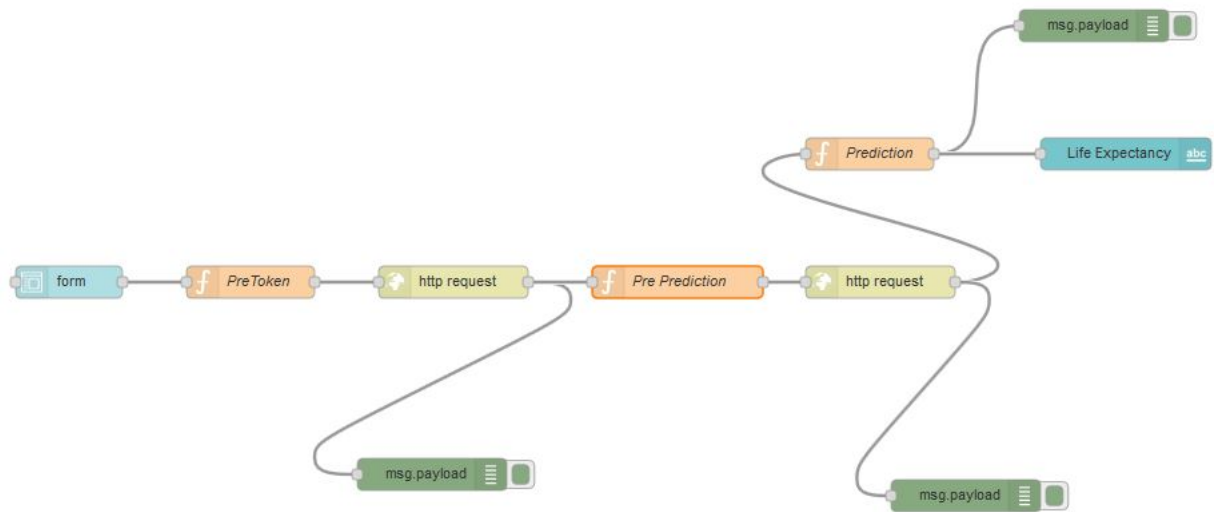 msg.payload
Prediction
Life Expectancy
abc
form
PreToken
http request
Pre Prediction
http request
msg.payload
msg.payload